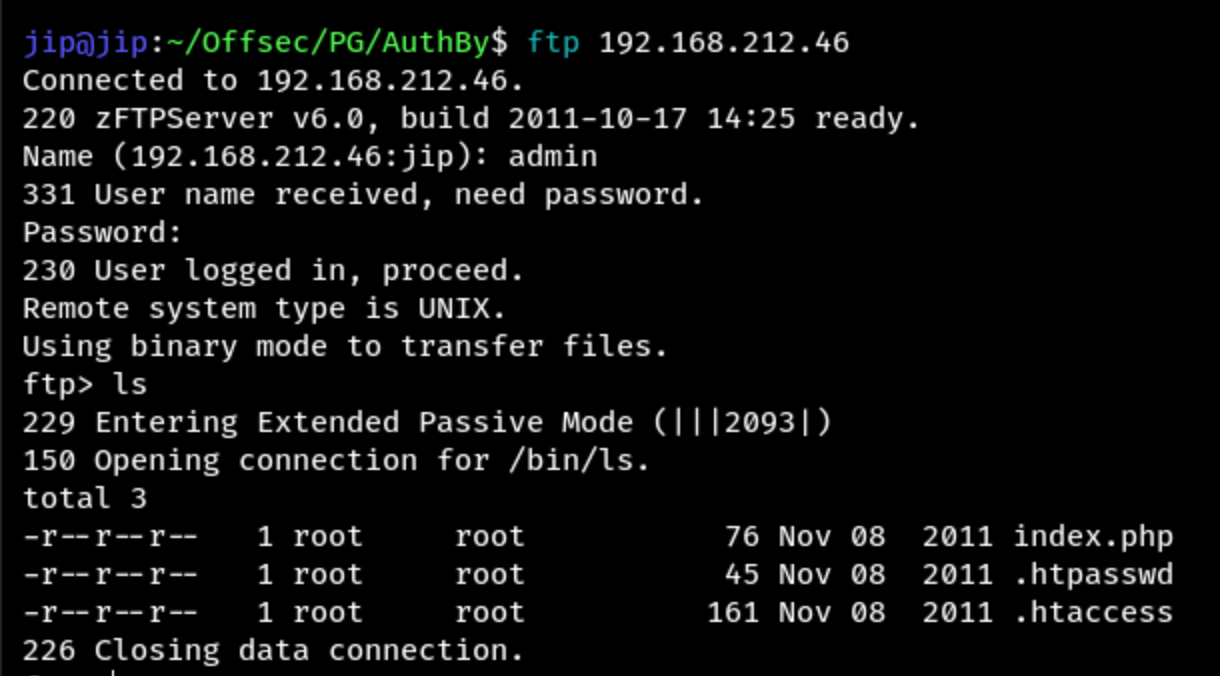 jip@jip:~/Offsec/PG/AuthBy$ ftp 192.168.212.46
Connected to 192.168.212.46.
220 zFTPServer v6.0, build 2011-10-17 14:25 ready.
Name (192.168.212.46:jip): admin
331 User name received, need password.
Password:
230 User logged in, proceed.
Remote system type is UNIX.
Using binary mode to transfer files.
ftp> ls
229 Entering Extended Passive Mode (|||2093|)
150 Opening connection for /bin/ls.
total 3
-r--r--r--   1 root     root           76 Nov 08  2011 index.php
-r--r--r--   1 root     root           45 Nov 08  2011 .htpasswd
-r--r--r--   1 root     root          161 Nov 08  2011 .htaccess
226 Closing data connection.